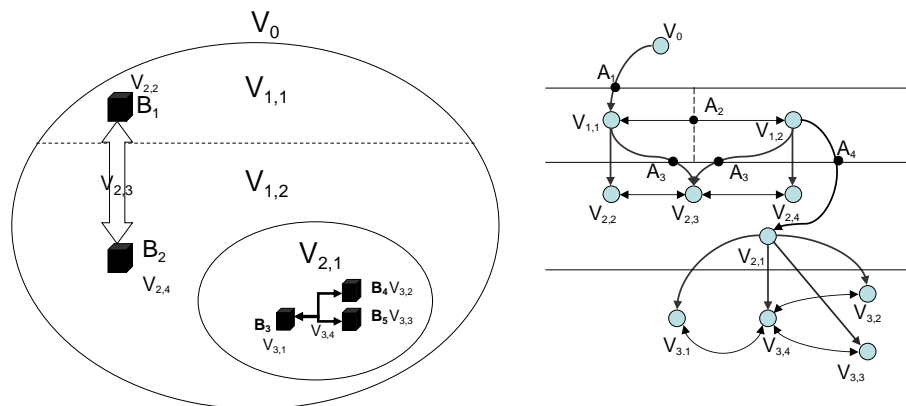 V0
V1,1
V2,2
B1
V2,3
V1,2
B2
V2,4
V2,1
B4 V3,2
B3
B5 V3,3
V3,4
V3,1
V0
A1
A2
V1,1
V1,2
A4
A3
A3
V2,2
V2,3
V2,4
V2,1
V3,2
V3.1
V3,4
V3,3